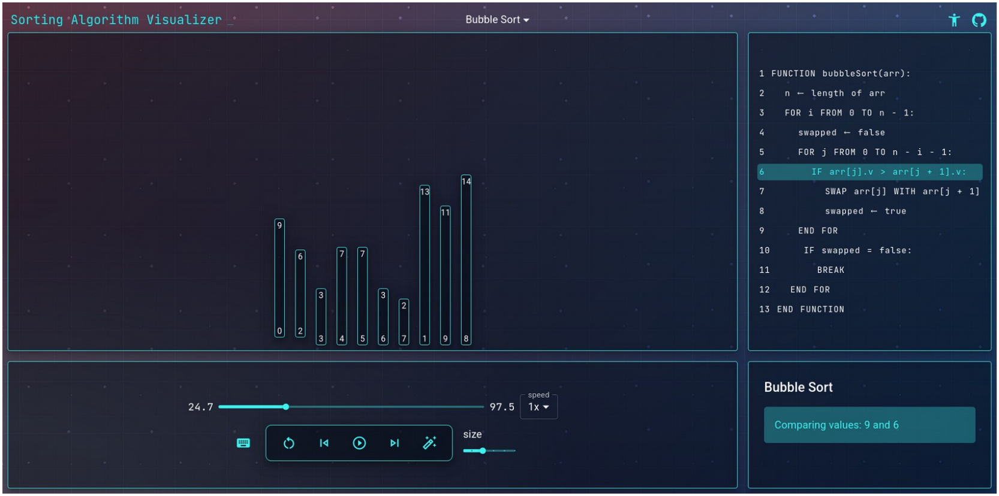 Sorting Algorithm Visualizer _
Bubble Sort
9 6 3 7 7 3 2 13 11 14
0 2 3 4 5 6 7 1 9 8
1 FUNCTION bubbleSort(arr):
2 n ← length of arr
3 FOR i FROM 0 TO n - 1:
4 swapped ← false
5 FOR j FROM 0 TO n - i - 1:
6 IF arr[j].v > arr[j + 1].v:
7 SWAP arr[j] WITH arr[j + 1]
8 swapped ← true
9 END FOR
10 IF swapped = false:
11 BREAK
12 END FOR
13 END FUNCTION
24.7
97.5
speed
1x
size
Bubble Sort
Comparing values: 9 and 6